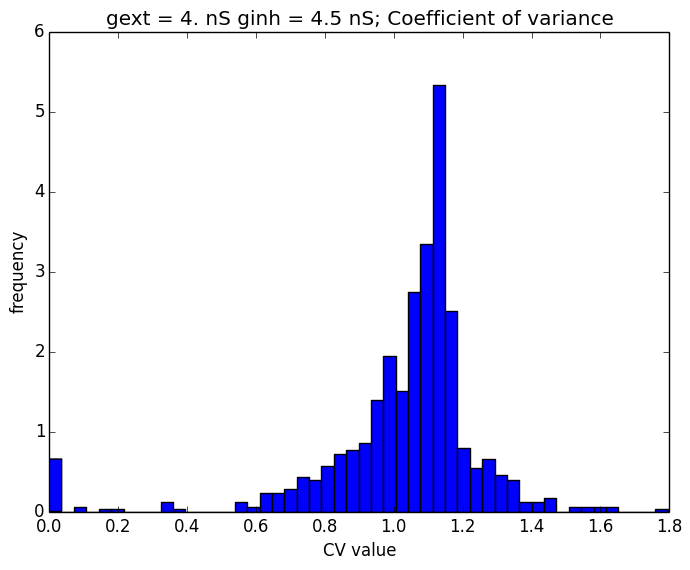 gext = 4. nS ginh = 4.5 nS; Coefficient of variance
6
5
4
3
2
1
0
frequency
0.0 0.2 0.4 0.6 0.8 1.0 1.2 1.4 1.6 1.8
CV value